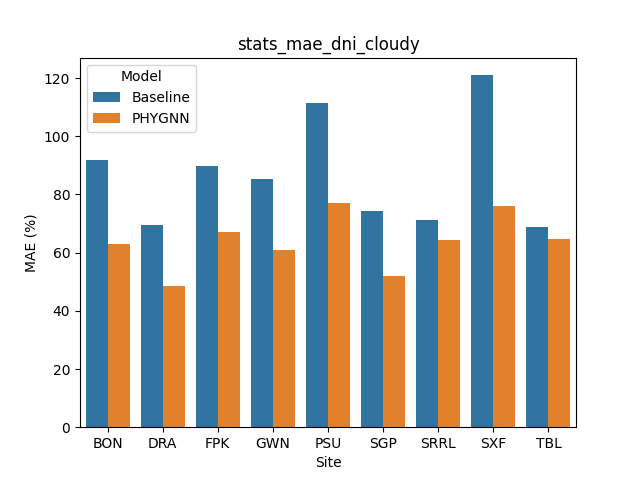 stats_mae_dni_cloudy
Model
Baseline
PHYGNN
MAE (%)
120
100
80
60
40
20
0
BON DRA FPK GWN PSU SGP SRRL SXF TBL
Site